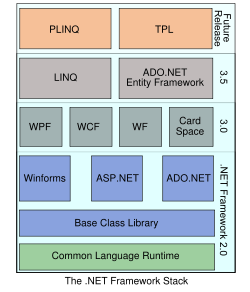 PLINQ
TPL
Future
Release
LINQ
ADO.NET
Entity Framework
3.5
WPF
WCF
WF
Card
Space
3.0
Winforms
ASP.NET
ADO.NET
Base Class Library
Common Language Runtime
.NET Framework 2.0
The .NET Framework Stack